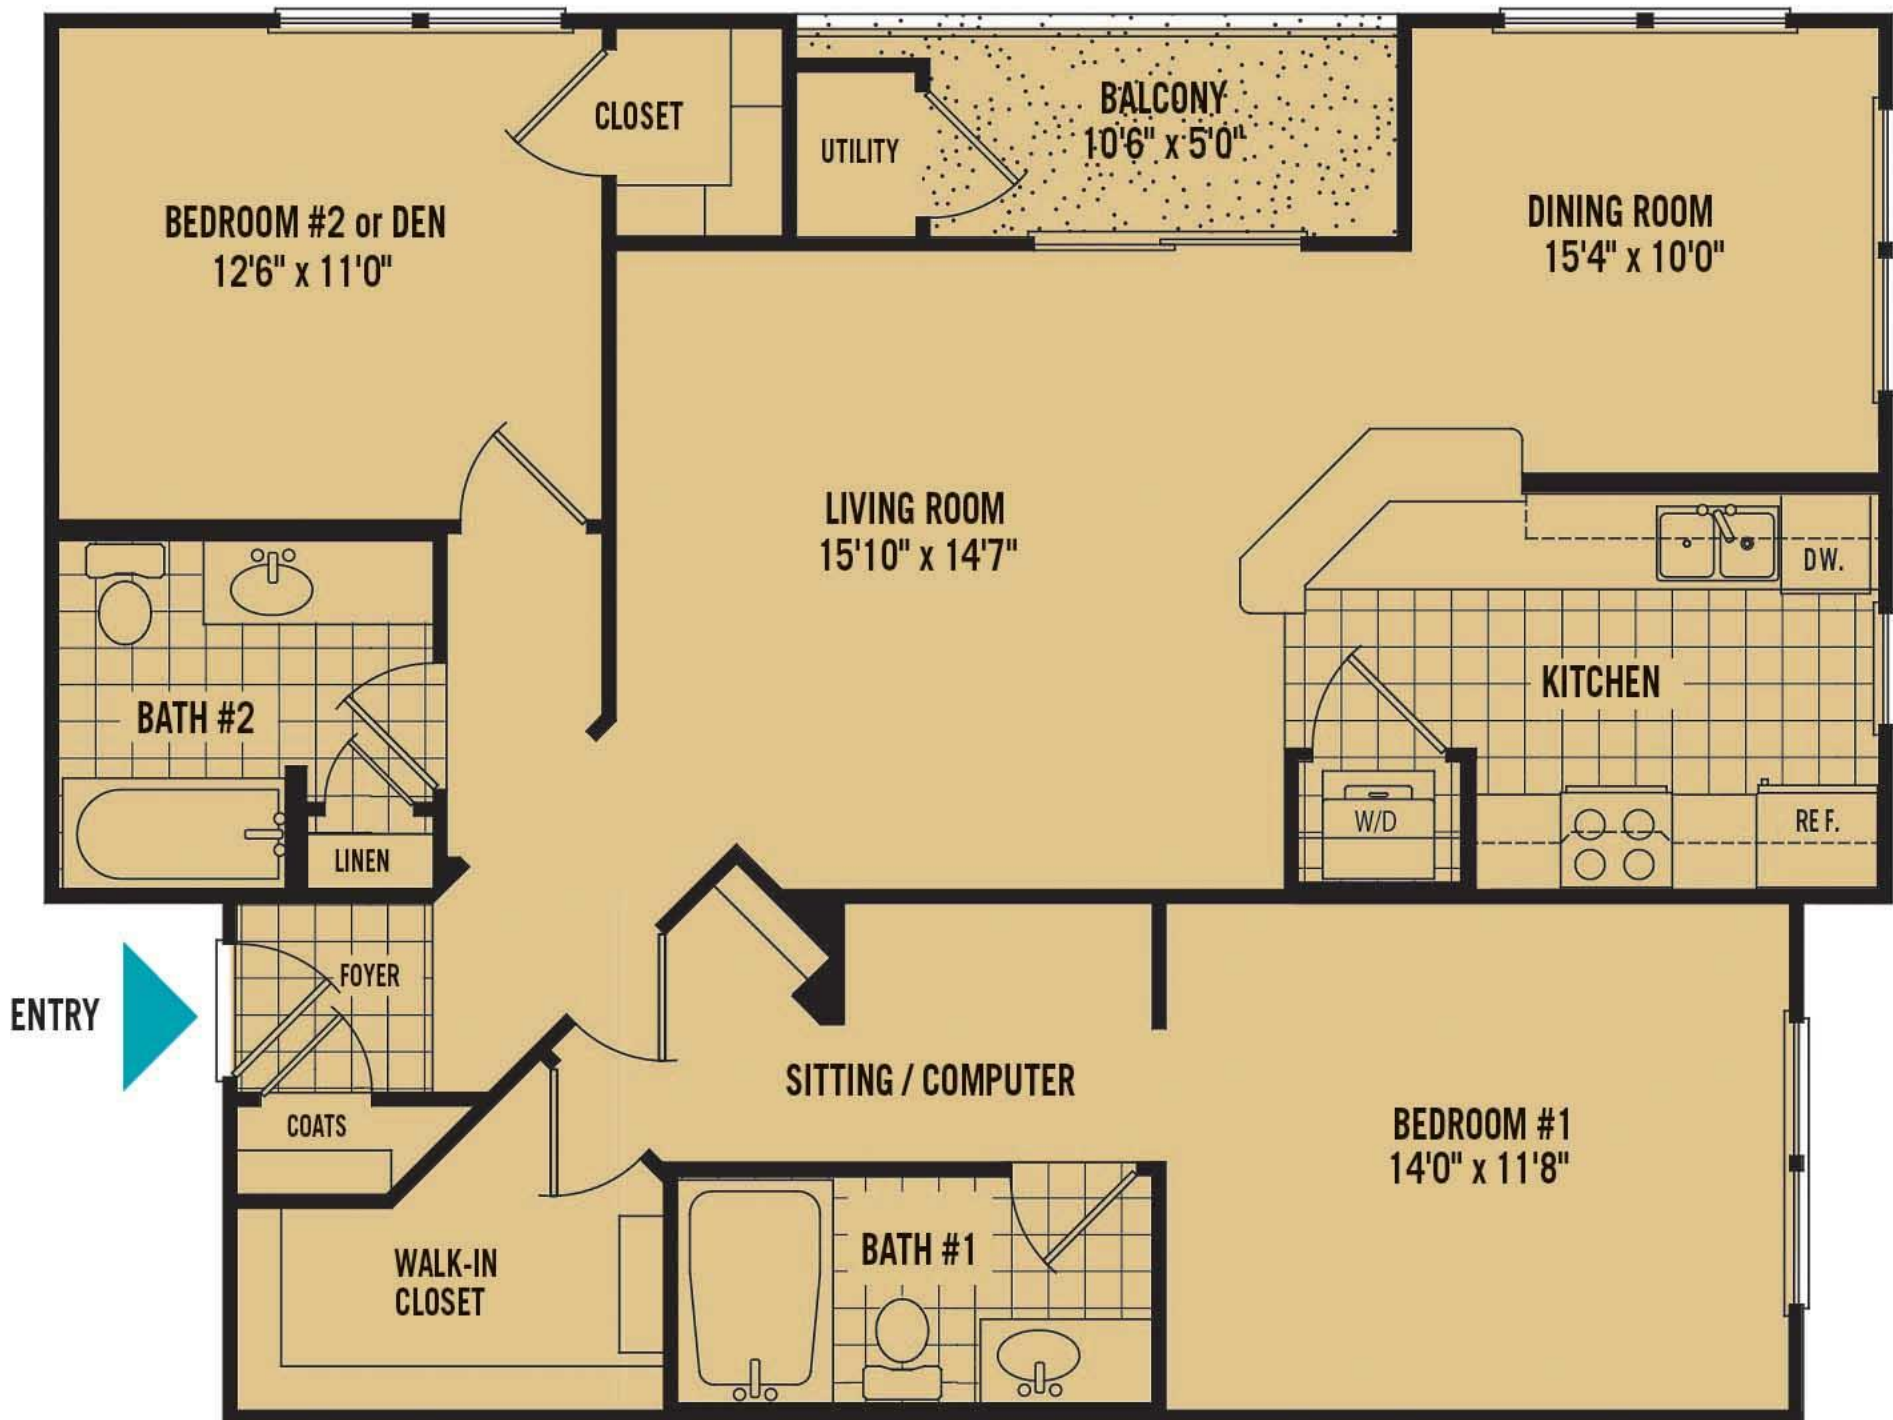 CLOSET
BALCONY
10'6" x 5'0"
UTILITY
BEDROOM #2 or DEN
12'6" x 11'0"
DINING ROOM
15'4" x 10'0"
LIVING ROOM
15'10" x 14'7"
DW.
KITCHEN
BATH #2
W/D
REF.
LINEN
FOYER
ENTRY
SITTING / COMPUTER
COATS
BEDROOM #1
14'0" x 11'8"
BATH #1
WALK-IN
CLOSET